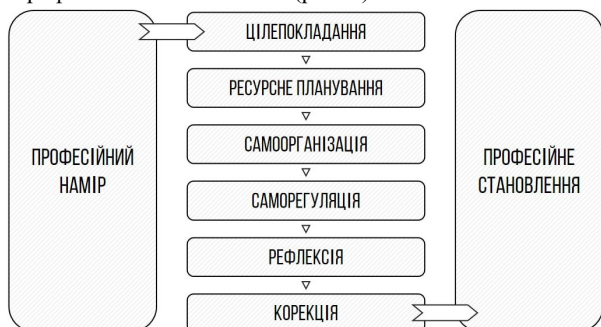 ПРОФЕСІЙНИЙ
НАМІР
ЦІЛЕПОКЛАДАННЯ
РЕСУРСНЕ ПЛАНУВАННЯ
САМООРГАНІЗАЦІЯ
САМОРЕГУЛЯЦІЯ
РЕФЛЕКСІЯ
КОРЕКЦІЯ
ПРОФЕСІЙНЕ
СТАНОВЛЕННЯ